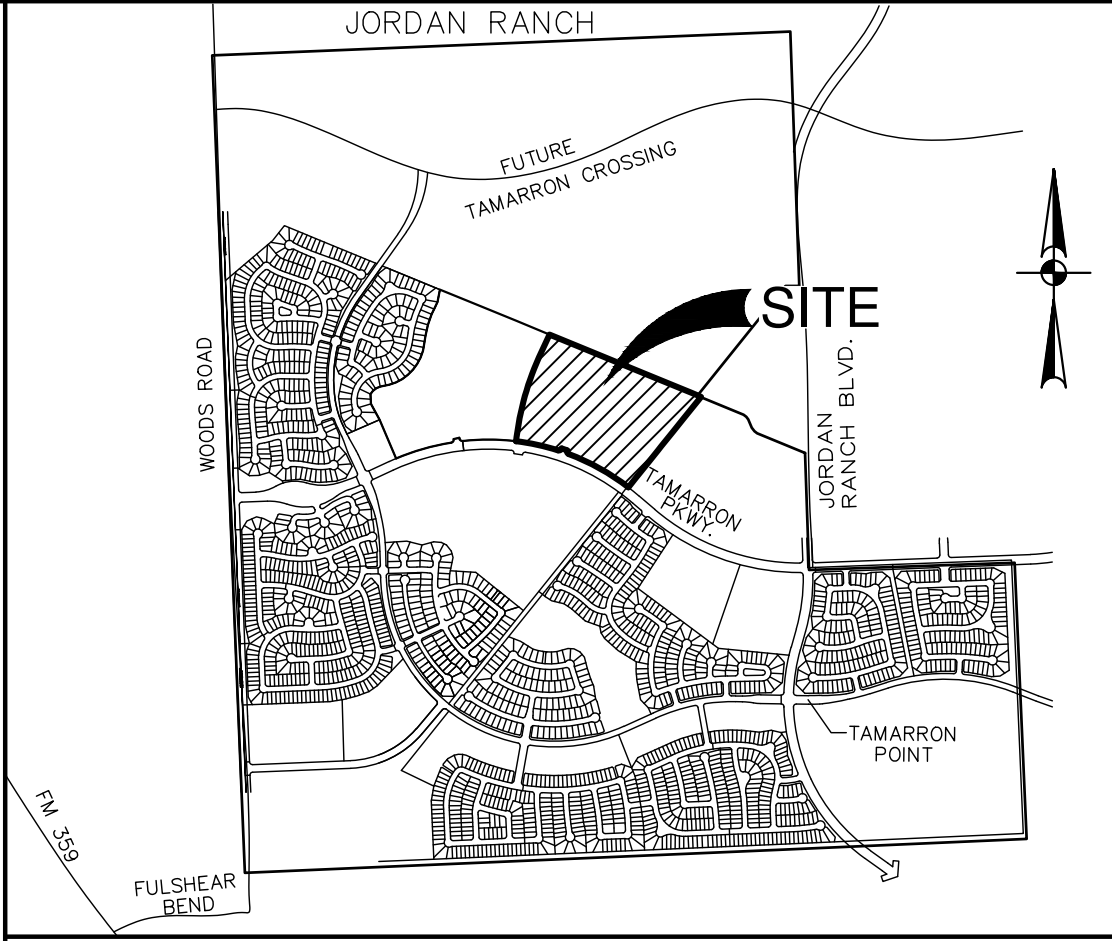 JORDAN RANCH
FUTURE
TAMARRON CROSSING
SITE
WOODS ROAD
JORDAN
RANCH BLVD.
TAMARRON
PKWY.
TAMARRON
POINT
FM 359
FULSHEAR
BEND